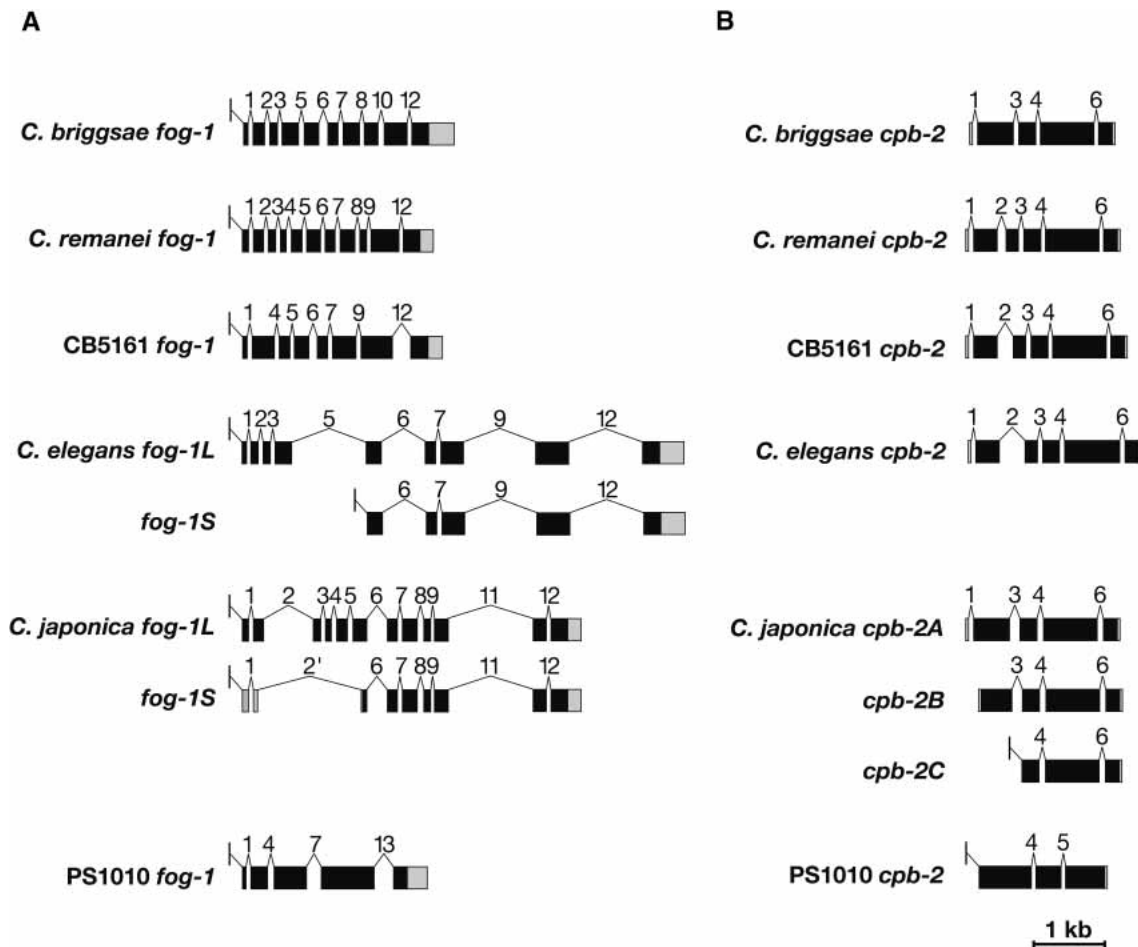 A B
1 2 3 5 6 7 8 10 12 1 3 4 6
C. briggsae fog-1 C. briggsae cpb-2
1 2 3 4 5 6 7 8 9 12 1 2 3 4 6
C. remanei fog-1 C. remanei cpb-2
1 4 5 6 7 9 12 1 2 3 4 6
CB5161 fog-1 CB5161 cpb-2
1 2 3 5 6 7 9 12 1 2 3 4 6
C. elegans fog-1L C. elegans cpb-2
6 7 9 12
fog-1S
1 2 3 4 5 6 7 8 9 11 12 1 3 4 6
C. japonica fog-1L C. japonica cpb-2A
1 2' 6 7 8 9 11 12 3 4 6
fog-1S cpb-2B
4 6
cpb-2C
1 4 7 13 4 5
PS1010 fog-1 PS1010 cpb-2
1 kb